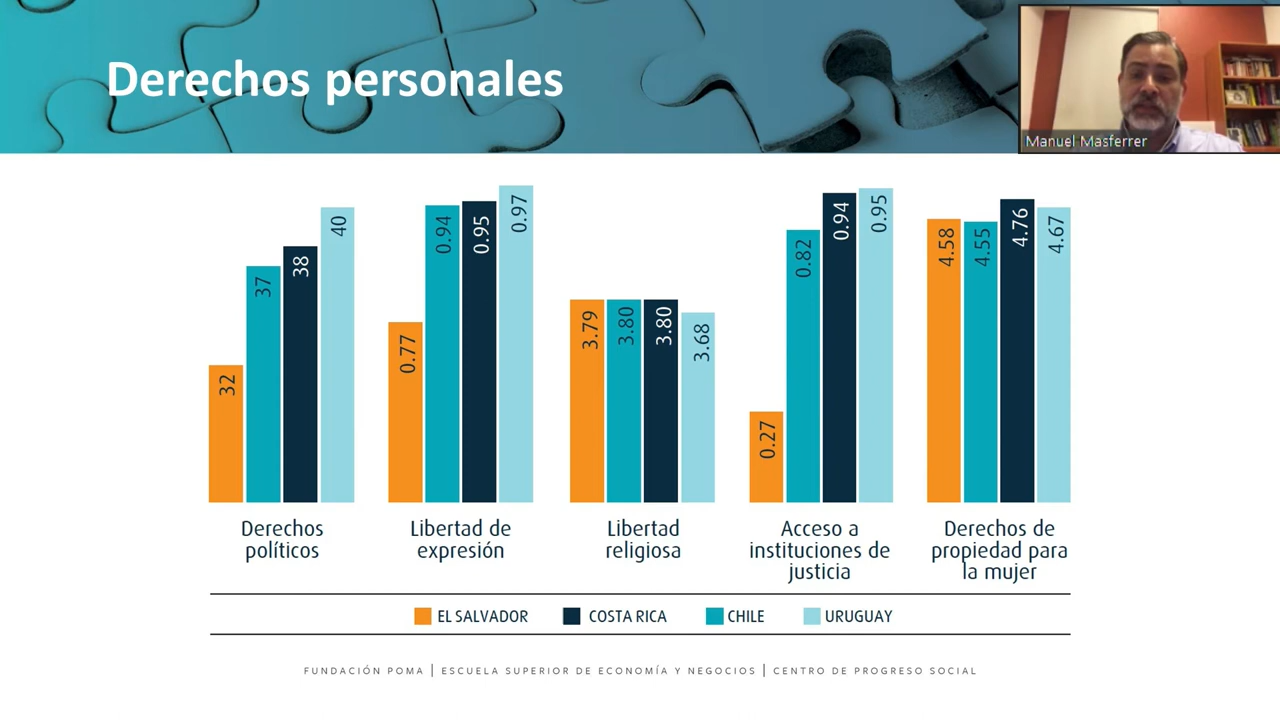 Derechos personales
Manuel Masferrer
32
37
38
40
0.77
0.94
0.95
0.97
3.79
3.80
3.80
3.68
0.27
0.82
0.94
0.95
4.58
4.55
4.76
4.67
Derechos
políticos
Libertad de
expresión
Libertad
religiosa
Acceso a
instituciones de
justicia
Derechos de
propiedad para
la mujer
EL SALVADOR COSTA RICA CHILE URUGUAY
FUNDACIÓN POMA | ESCUELA SUPERIOR DE ECONOMÍA Y NEGOCIOS | CENTRO DE PROGRESO SOCIAL